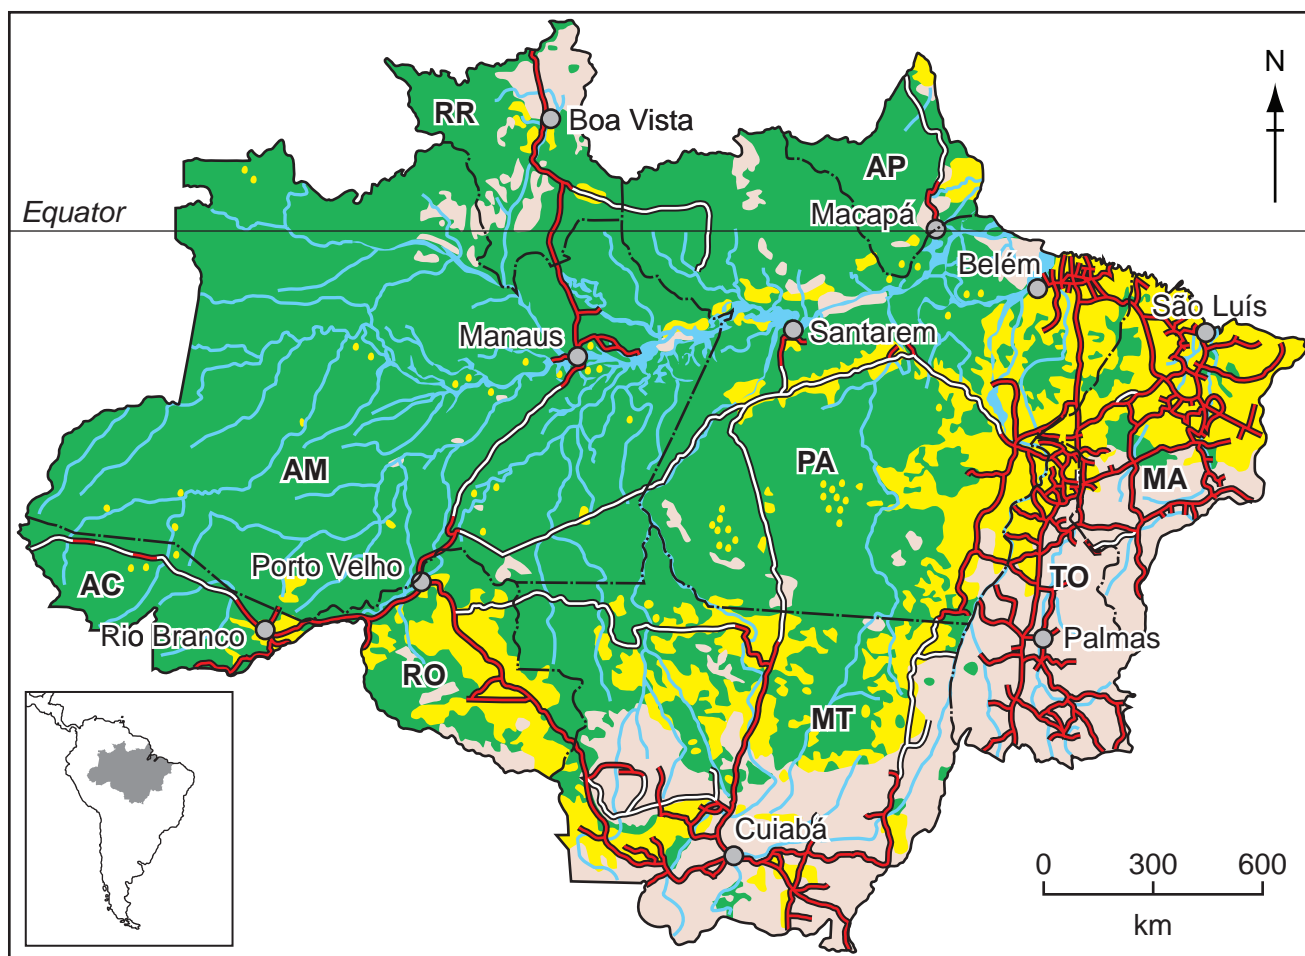 N
RR
Boa Vista
AP
Equator
Macapá
Belém
São Luís
Manaus
Santarem
AM
PA
MA
Porto Velho
AC
TO
Rio Branco
Palmas
RO
MT
Cuiabá
0 300 600
km